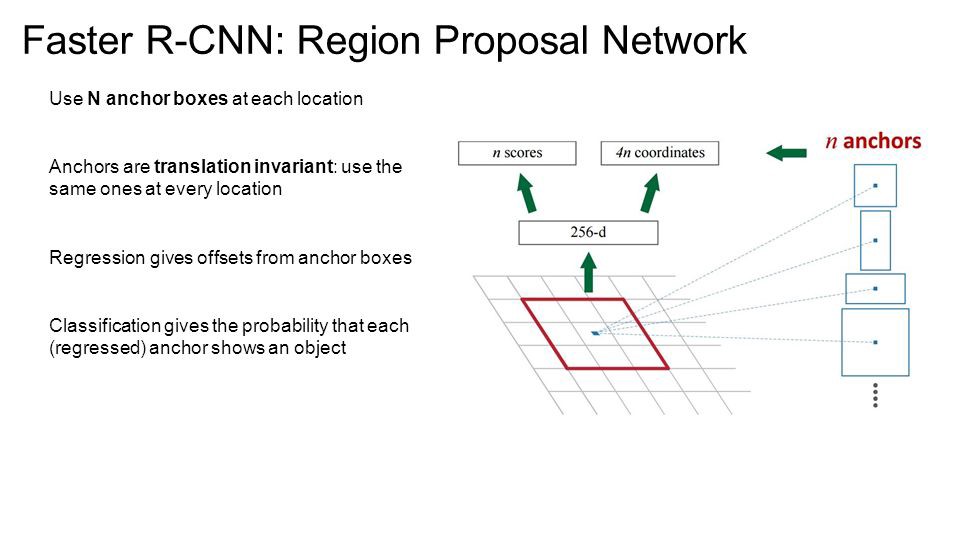 Faster R-CNN: Region Proposal Network
Use N anchor boxes at each location
Anchors are translation invariant: use the
same ones at every location
Regression gives offsets from anchor boxes
Classification gives the probability that each
(regressed) anchor shows an object
n anchors
n scores
4n coordinates
256-d